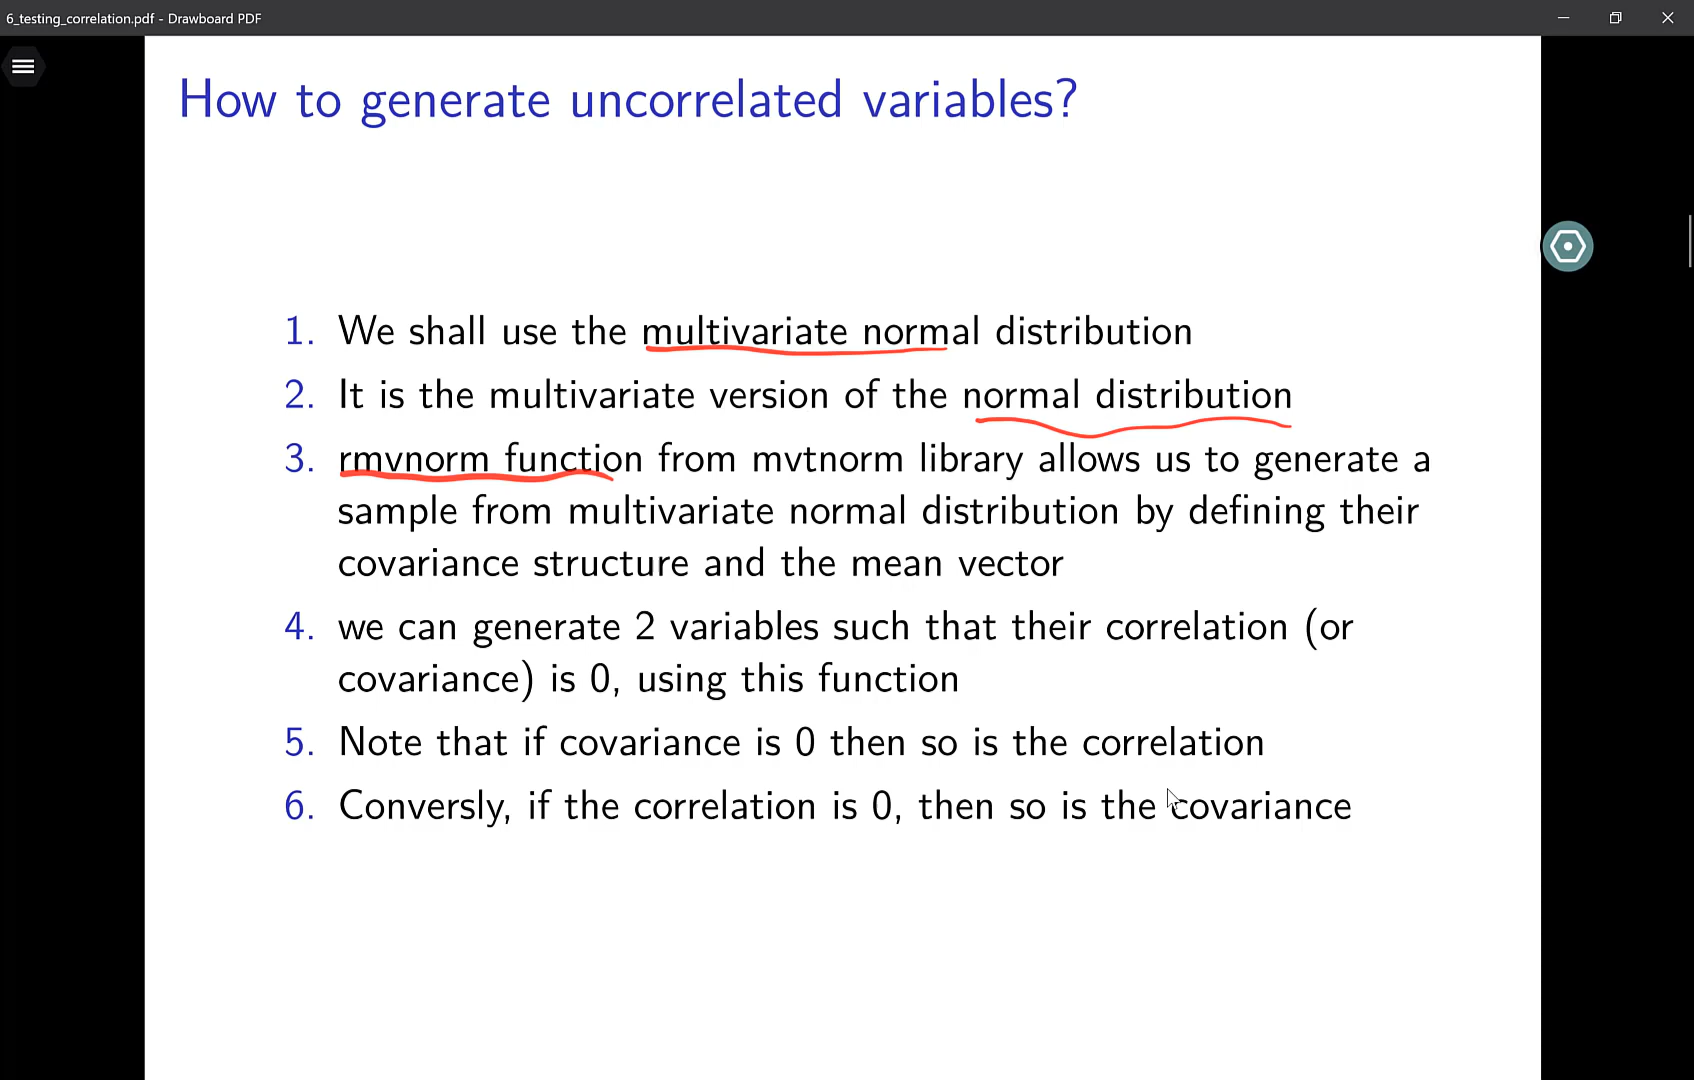 6_testing_correlation.pdf - Drawboard PDF
How to generate uncorrelated variables?
1. We shall use the multivariate normal distribution
2. It is the multivariate version of the normal distribution
3. rmvnorm function from mvtnorm library allows us to generate a
sample from multivariate normal distribution by defining their
covariance structure and the mean vector
4. we can generate 2 variables such that their correlation (or
covariance) is 0, using this function
5. Note that if covariance is 0 then so is the correlation
6. Conversly, if the correlation is 0, then so is the covariance